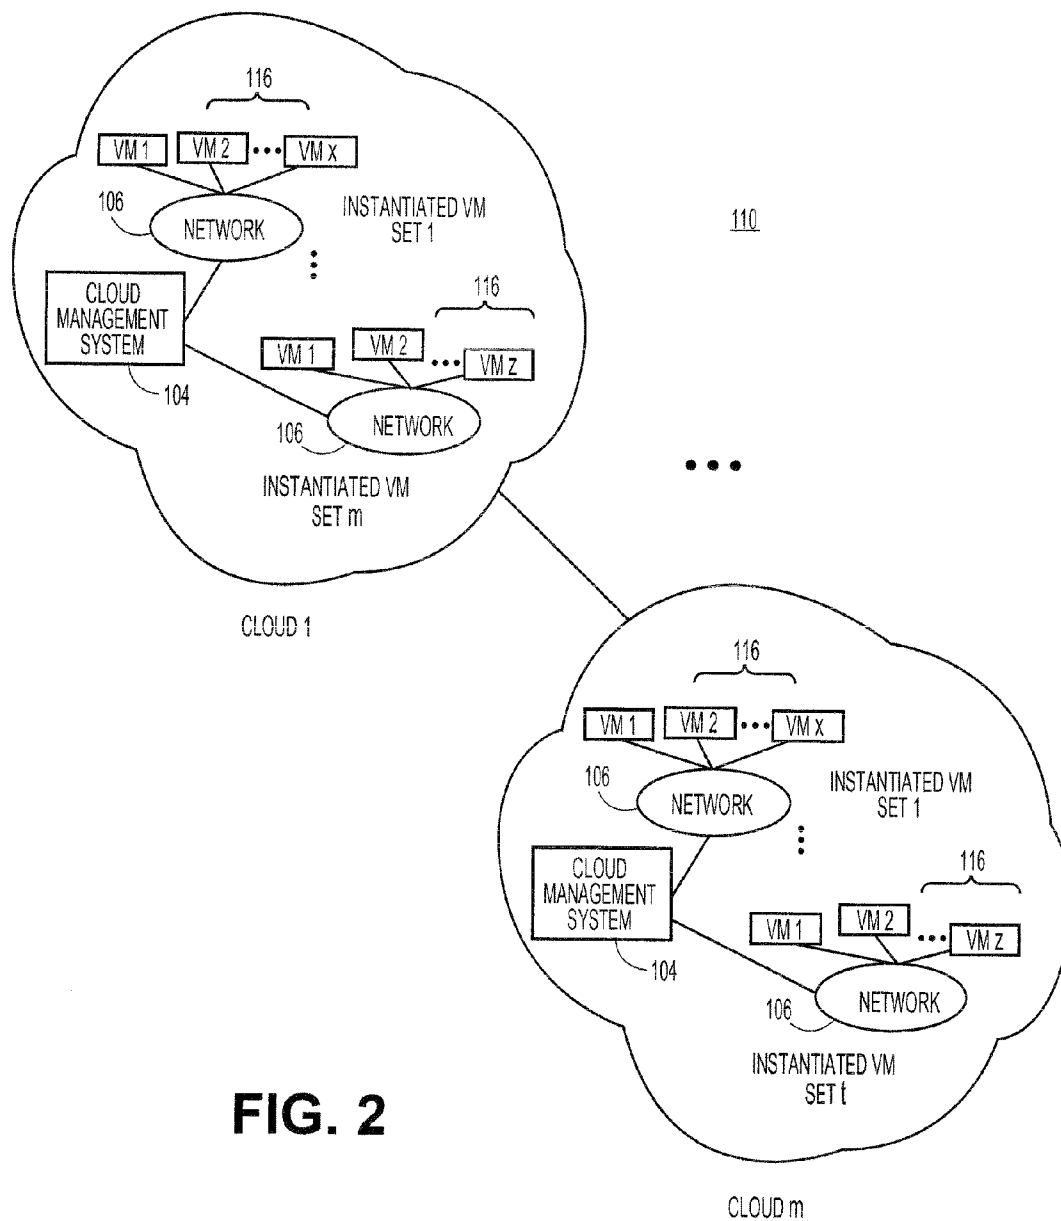 116
VM 1
VM 2
VM X
106
NETWORK
INSTANTIATED VM
SET 1
110
CLOUD
MANAGEMENT
SYSTEM
104
116
VM 1
VM 2
VM Z
106
NETWORK
INSTANTIATED VM
SET m
CLOUD 1
116
VM 1
VM 2
VM X
106
NETWORK
INSTANTIATED VM
SET 1
CLOUD
MANAGEMENT
SYSTEM
104
116
VM 1
VM 2
VM Z
106
NETWORK
INSTANTIATED VM
SET t
FIG. 2
CLOUD m